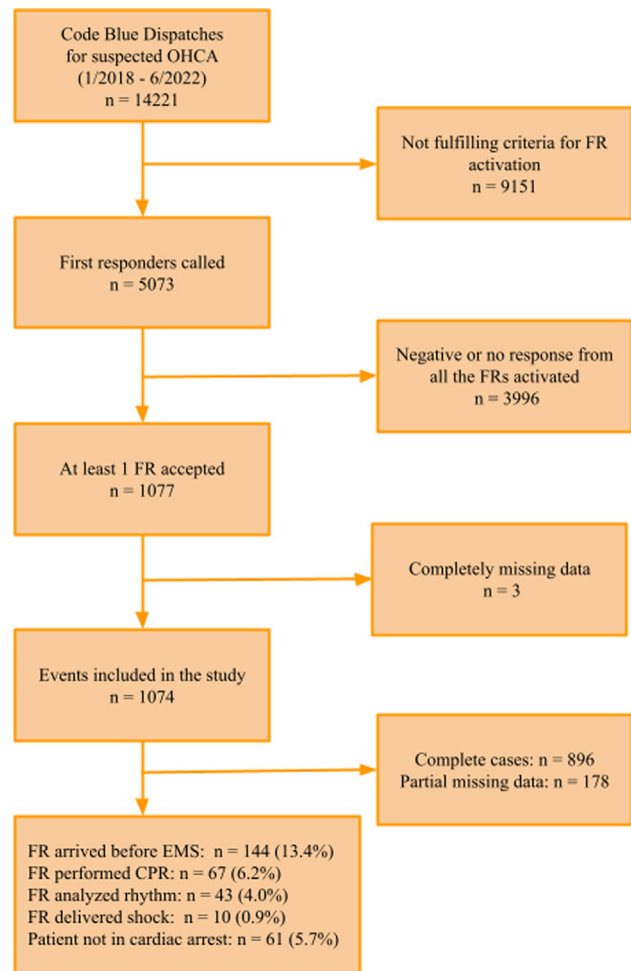 Code Blue Dispatches
for suspected OHCA
(1/2018 - 6/2022)
n = 14221
Not fulfilling criteria for FR
activation
n = 9151
First responders called
n = 5073
Negative or no response from
all the FRs activated
n = 3996
At least 1 FR accepted
n = 1077
Completely missing data
n = 3
Events included in the study
n = 1074
Complete cases: n = 896
Partial missing data: n = 178
FR arrived before EMS: n = 144 (13.4%)
FR performed CPR: n = 67 (6.2%)
FR analyzed rhythm: n = 43 (4.0%)
FR delivered shock: n = 10 (0.9%)
Patient not in cardiac arrest: n = 61 (5.7%)